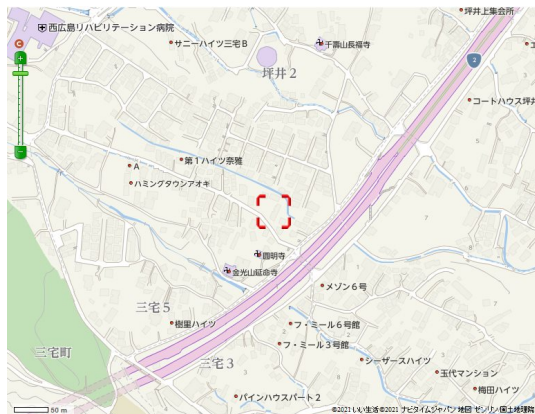 坪井上集会所
西広島リハビリテーション病院
サニーハイツ三宅B
千壽山長福寺
C
2
坪井2
コートハウス坪井
第1ハイツ奈雅
A
ハミングタウンアオキ
圓明寺
金光山延命寺
メゾン6号
三宅5
樹里ハイツ
フ・ミール6号館
フ・ミール3号館
三宅町
三宅3
シーザースハイツ
玉代マンション
梅田ハイツ
パインハウスパート2
50 m
©2021 いい生活©2021 ナビタイムジャパン 地図 ゼンリン 国土地理院